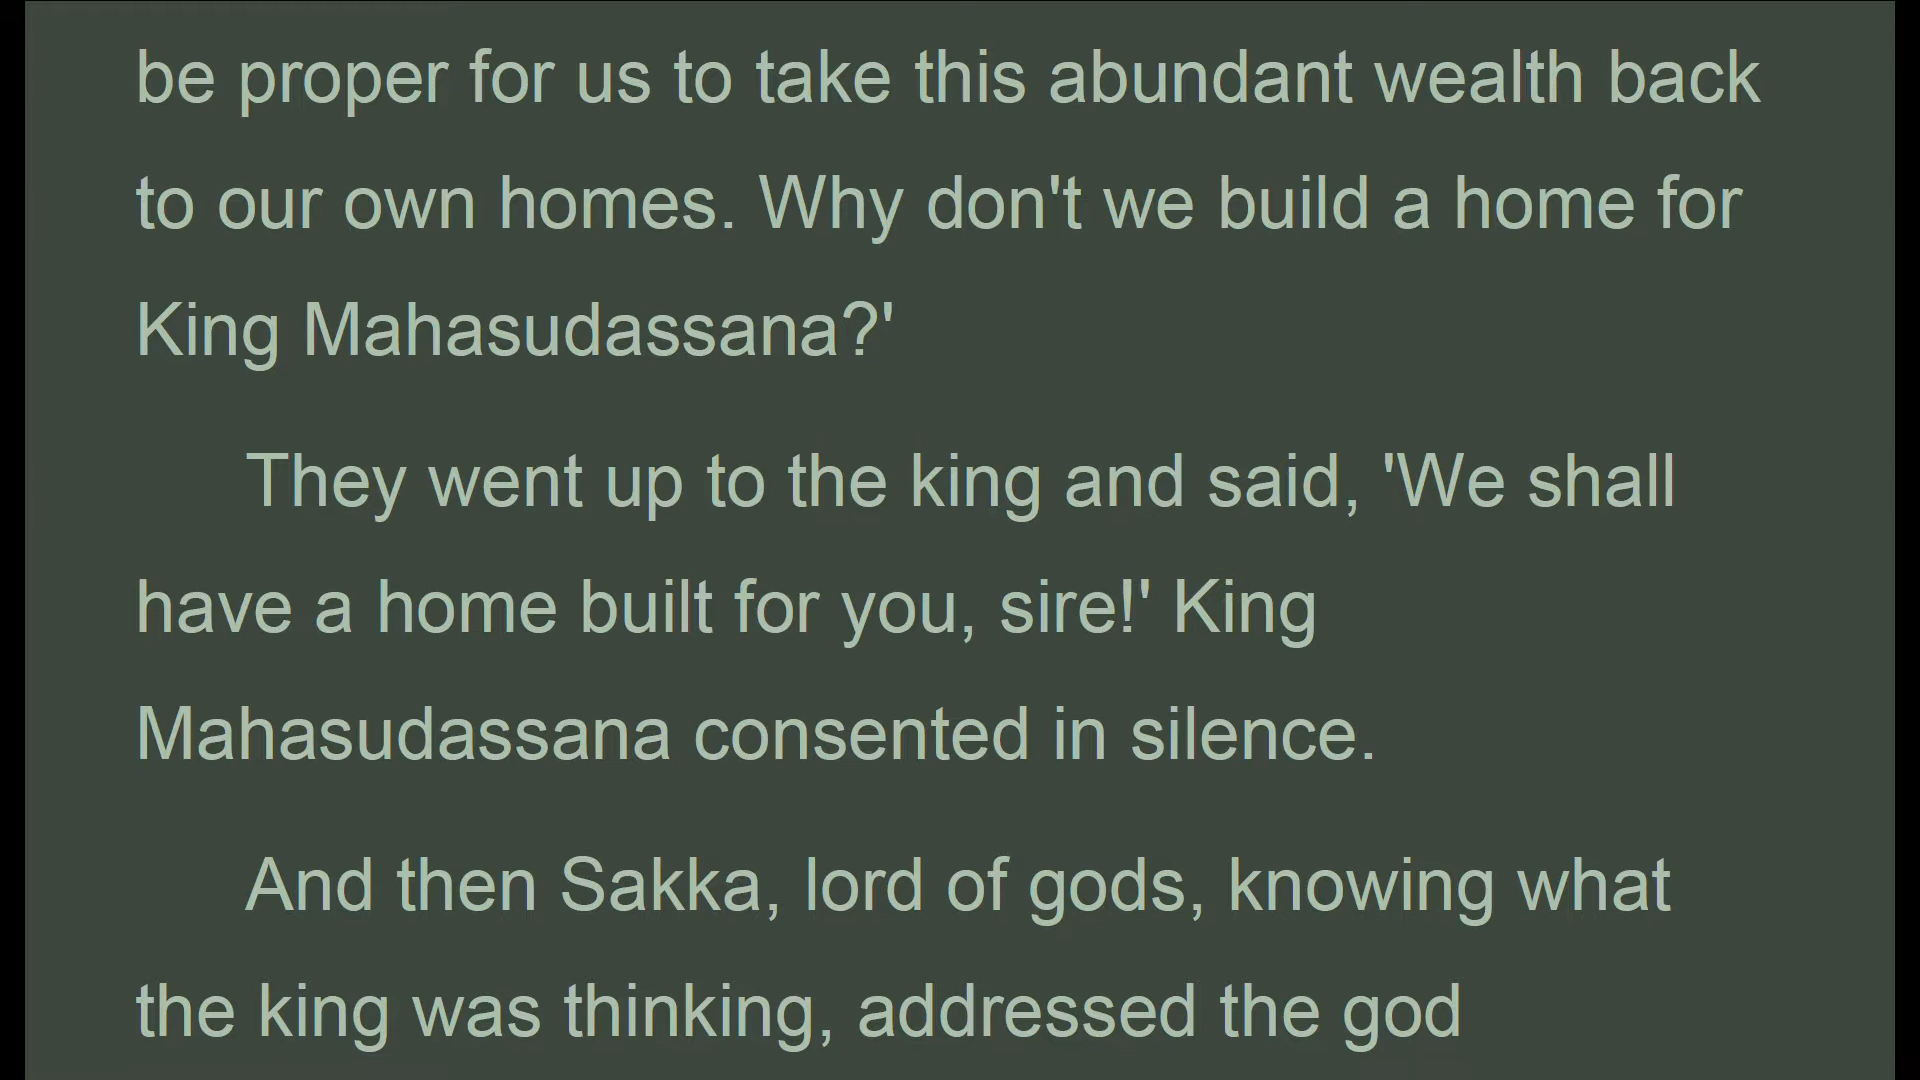 be proper for us to take this abundant wealth back
to our own homes. Why don't we build a home for
King Mahasudassana?'
They went up to the king and said, 'We shall
have a home built for you, sire!' King
Mahasudassana consented in silence.
And then Sakka, lord of gods, knowing what
the king was thinking, addressed the god